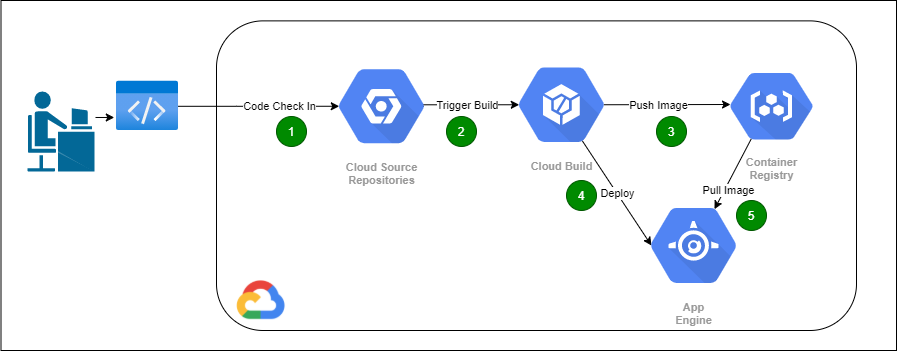 Code Check In
Trigger Build
Push Image
1
2
3
Cloud Source
Repositories
Cloud Build
Container
Registry
4
Deploy
Pull Image
5
App
Engine